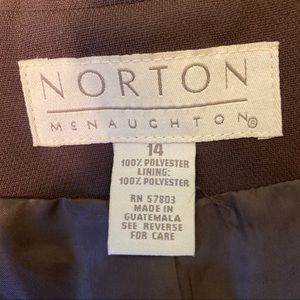 NORTON
McNAUGHTON®
14
100% POLYESTER
LINING:
100% POLYESTER
RN 57803
MADE IN
GUATEMALA
SEE REVERSE
FOR CARE